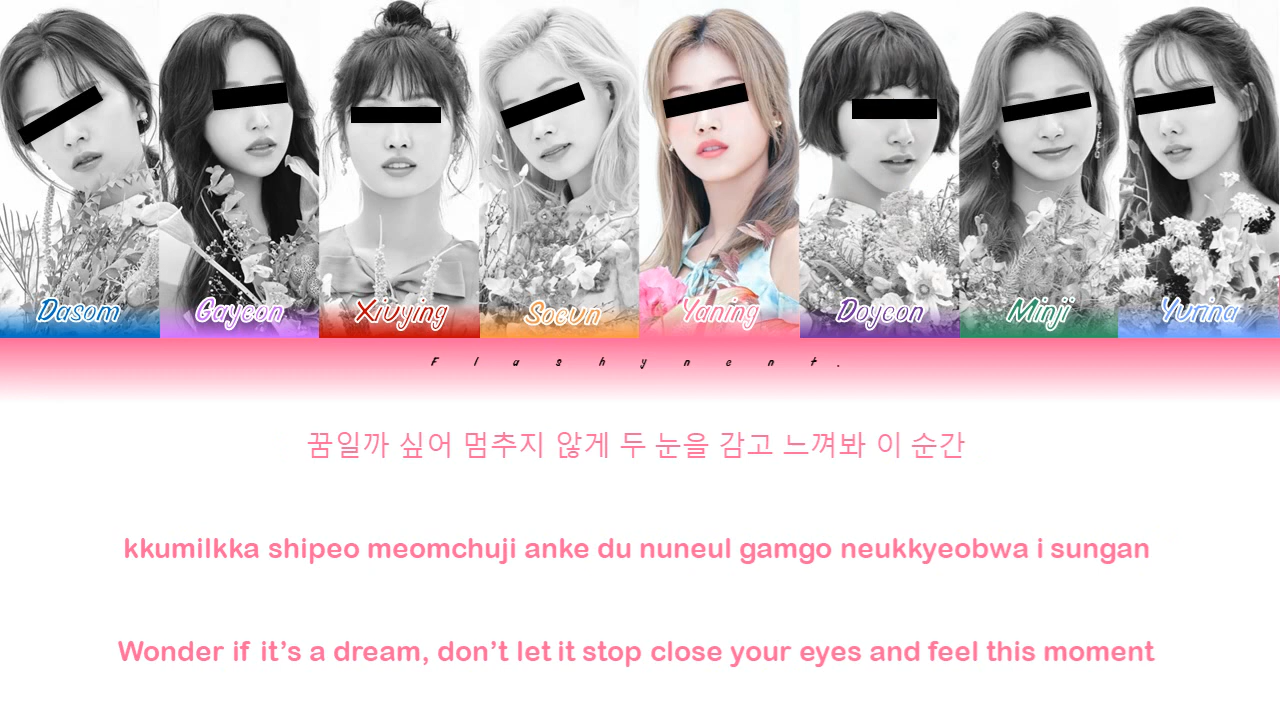 Dasom Gayeon Xiuying Soeun Yaning Doyeon Minji Yurina
Flashynent.
꿈일까 싶어 멈추지 않게 두 눈을 감고 느껴봐 이 순간
kkumilkka shipeo meomchuji anke du nuneul gamgo neukkyeobwa i sungan
Wonder if it’s a dream, don’t let it stop close your eyes and feel this moment